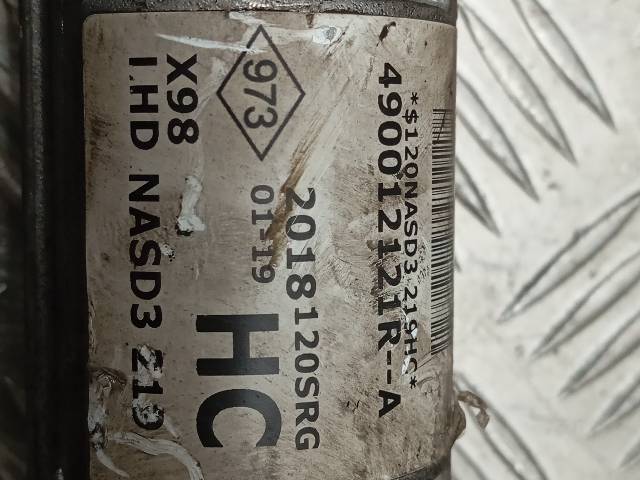 *$120NASD3 219HC*
490012121R--A
973
2018120SRG
01-19
HC
X98
LHD NASD3 219